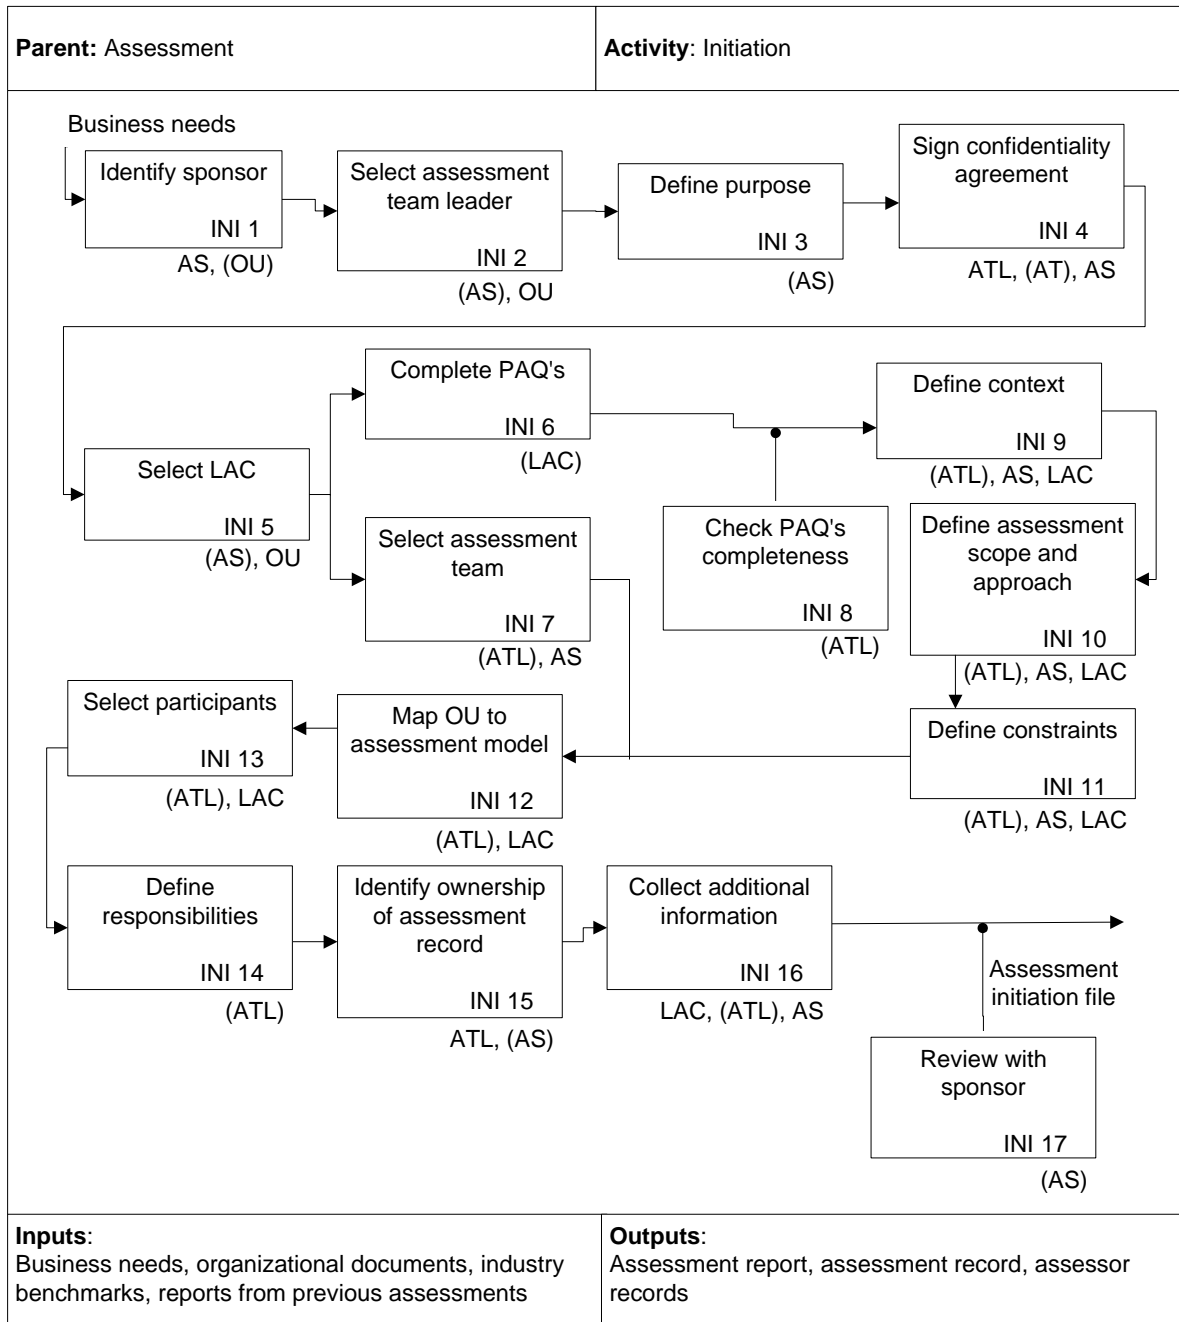 Parent: Assessment
Activity: Initiation
Business needs
Identify sponsor
INI 1
AS, (OU)
Select assessment
team leader
INI 2
(AS), OU
Define purpose
INI 3
(AS)
Sign confidentiality
agreement
INI 4
ATL, (AT), AS
Select LAC
INI 5
(AS), OU
Complete PAQ's
INI 6
(LAC)
Select assessment
team
INI 7
(ATL), AS
Check PAQ's
completeness
INI 8
(ATL)
Define context
INI 9
(ATL), AS, LAC
Define assessment
scope and
approach
INI 10
(ATL), AS, LAC
Define constraints
INI 11
(ATL), AS, LAC
Map OU to
assessment model
INI 12
(ATL), LAC
Select participants
INI 13
(ATL), LAC
Define
responsibilities
INI 14
(ATL)
Identify ownership
of assessment
record
INI 15
ATL, (AS)
Collect additional
information
INI 16
LAC, (ATL), AS
Assessment
initiation file
Review with
sponsor
INI 17
(AS)
Inputs:
Business needs, organizational documents, industry
benchmarks, reports from previous assessments
Outputs:
Assessment report, assessment record, assessor
records